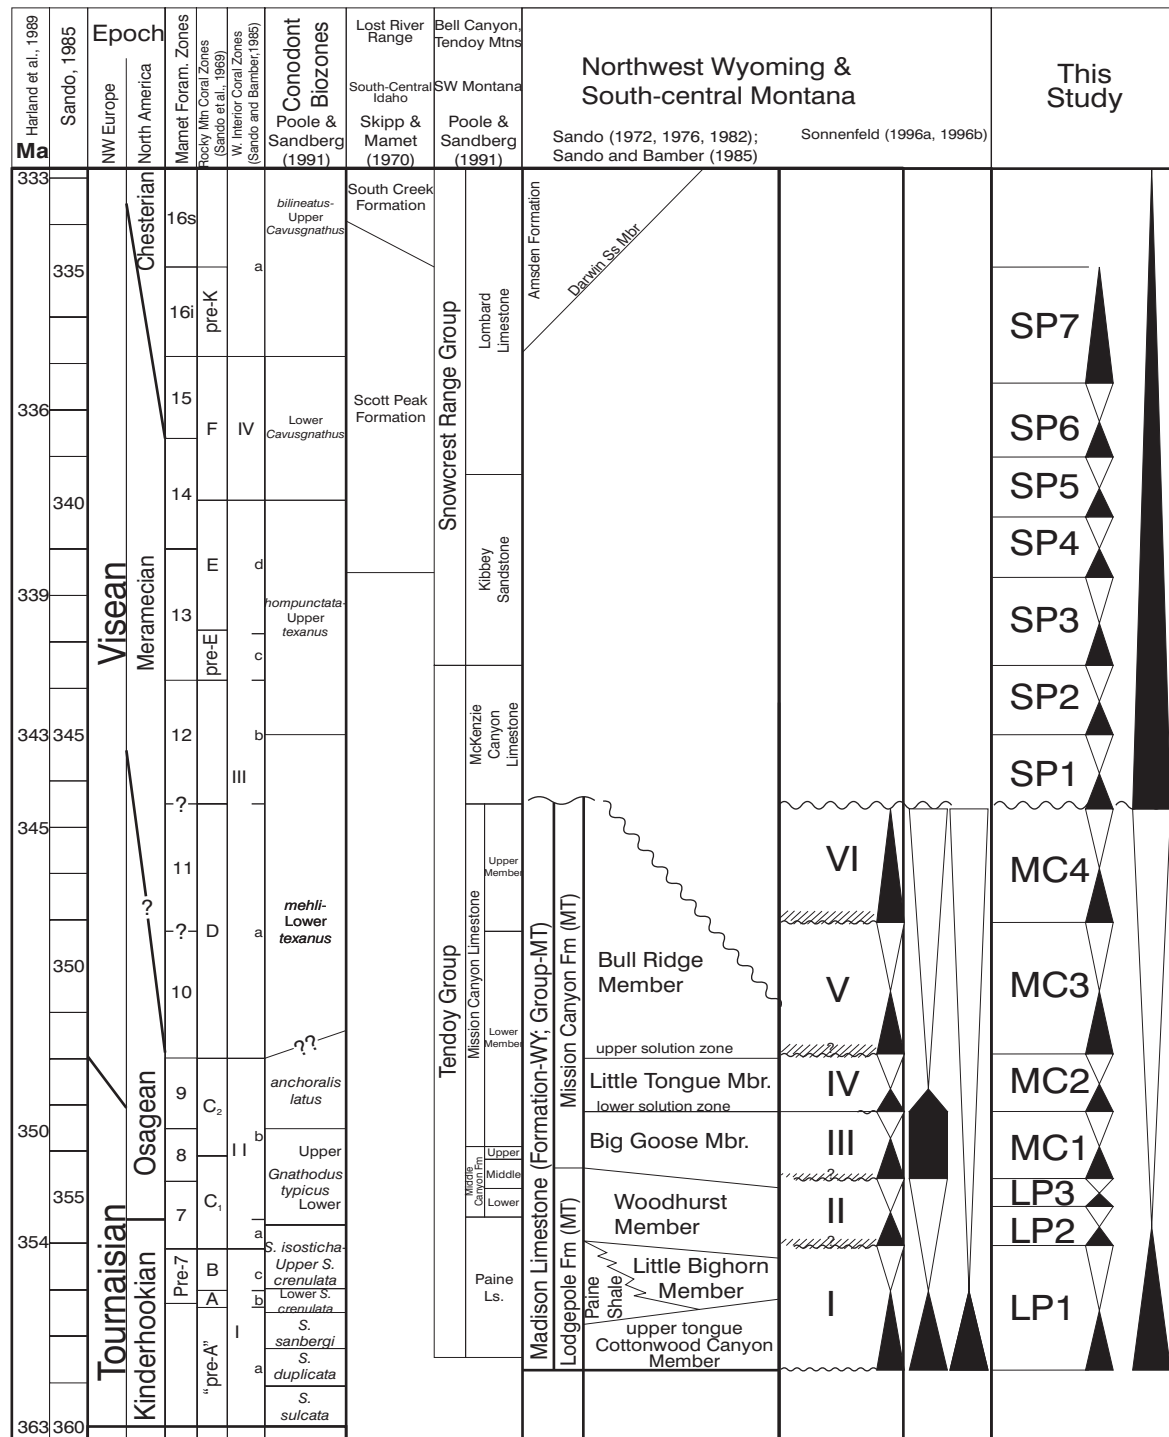 Ma
Harland et al., 1989
Sando, 1985
Epoch
NW Europe
North America
Mamet Foram. Zones
Rocky Mtn Coral Zones
(Sando et al., 1969)
W. Interior Coral Zones
(Sando and Bamber,1985)
Conodont
Biozones
Poole &
Sandberg
(1991)
Lost River
Range
South-Central
Idaho
Skipp &
Mamet
(1970)
Bell Canyon,
Tendoy Mtns
SW Montana
Poole &
Sandberg
(1991)
Northwest Wyoming &
South-central Montana
Sando (1972, 1976, 1982);
Sando and Bamber (1985)
Sonnenfeld (1996a, 1996b)
This
Study
333
336
339
343
345
350
354
363
335
340
345
350
355
360
Visean
Tournaisian
Chesterian
Meramecian
?
Osagean
Kinderhookian
16s
16i
15
14
13
12
?
11
?
10
9
8
7
Pre-7
pre-K
F
E
pre-E
D
C2
C1
B
A
"pre-A"
a
IV
d
c
b
III
a
b
II
a
c
b
I
a
bilineatus-
Upper
Cavusgnathus
Lower
Cavusgnathus
hompunctata-
Upper
texanus
mehli-
Lower
texanus
??
anchoralis
latus
Upper
Gnathodus
typicus
Lower
S. isosticha-
Upper S.
crenulata
Lower S.
crenulata
S.
sanbergi
S.
duplicata
S.
sulcata
South Creek
Formation
Scott Peak
Formation
Snowcrest Range Group
Tendoy Group
Lombard
Limestone
Kibbey
Sandstone
McKenzie
Canyon
Limestone
Mission Canyon Limestone
Upper
Member
Lower
Member
Middle
Canyon Fm
Upper
Middle
Lower
Paine
Ls.
Amsden Formation
Darwin Ss Mbr
Madison Limestone (Formation-WY; Group-MT)
Mission Canyon Fm (MT)
Lodgepole Fm (MT)
Bull Ridge
Member
upper solution zone
Little Tongue Mbr.
lower solution zone
Big Goose Mbr.
Woodhurst
Member
Paine
Shale
Little Bighorn
Member
upper tongue
Cottonwood Canyon
Member
VI
V
?
IV
III
?
II
?
I
SP7
SP6
SP5
SP4
SP3
SP2
SP1
MC4
MC3
MC2
MC1
LP3
LP2
LP1